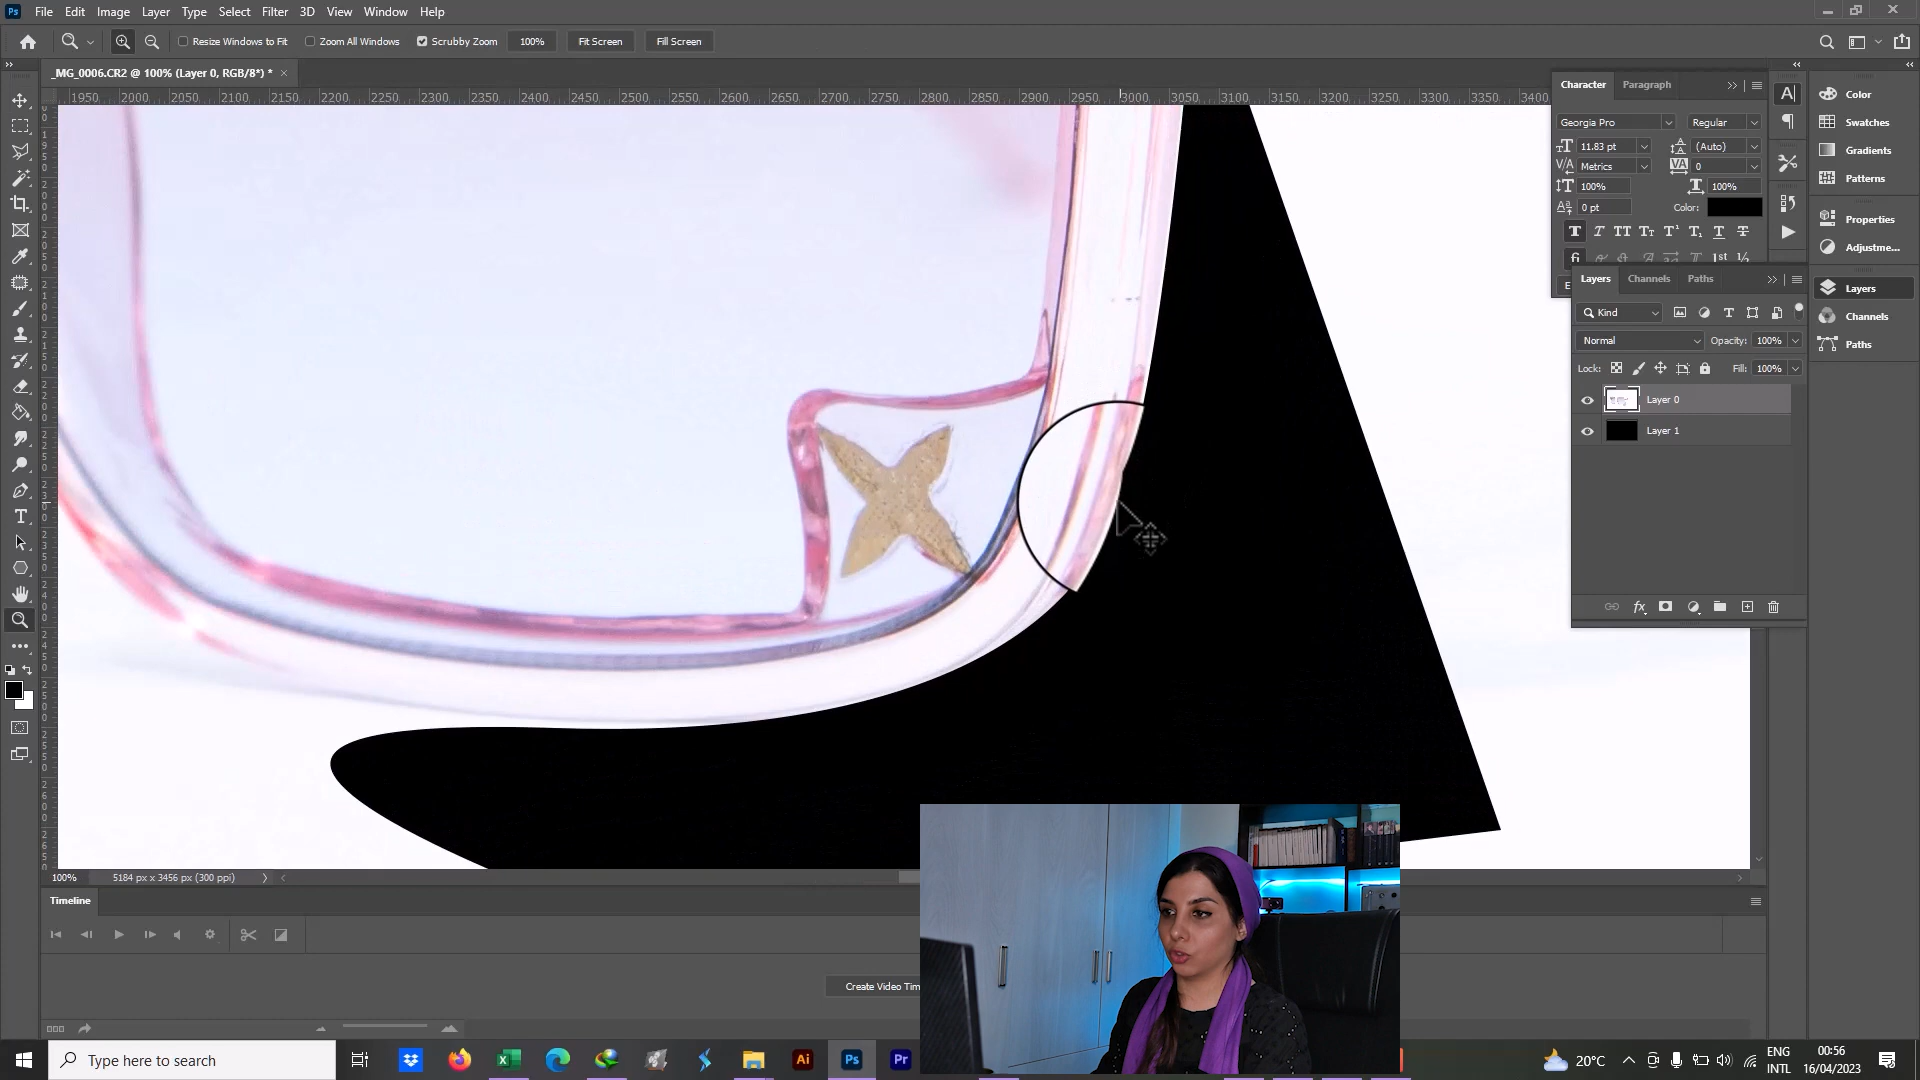 Ps File Edit Image Layer Type Select Filter 3D View Window Help
Resize Windows to Fit Zoom All Windows Scrubby Zoom 100% Fit Screen Fill Screen
_MG_0006.CR2 @ 100% (Layer 0, RGB/8*) * ×
1950 2000 2050 2100 2150 2200 2250 2300 2350 2400 2450 2500 2550 2600 2650 2700 2750 2800 2850 2900 2950 3000 3050 3100 3150 3200 3250 3300 3350 3400
Character Paragraph
Georgia Pro Regular
11.83 pt (Auto)
Metrics 0
100% 100%
0 pt Color:
Layers Channels Paths
Kind
Normal Opacity: 100%
Lock: Fill: 100%
Layer 0
Layer 1
Color
Swatches
Gradients
Patterns
Properties
Adjustme...
Layers
Channels
Paths
100% 5184 px x 3456 px (300 ppi)
Timeline
Create Video Tim
Type here to search
Ai Ps Pr
20°C
ENG
INTL
00:56
16/04/2023